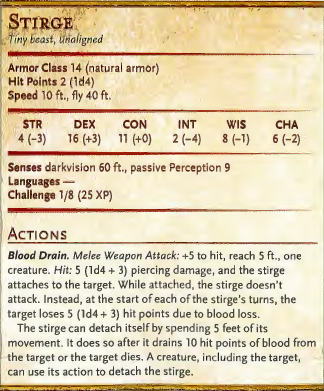 STIRGE
Tiny beast, unaligned
Armor Class 14 (natural armor)
Hit Points 2 (1d4)
Speed 10 ft., fly 40 ft.
STR DEX CON INT WIS CHA
4 (−3) 16 (+3) 11 (+0) 2 (−4) 8 (−1) 6 (−2)
Senses darkvision 60 ft., passive Perception 9
Languages —
Challenge 1/8 (25 XP)
ACTIONS
Blood Drain. Melee Weapon Attack: +5 to hit, reach 5 ft., one
creature. Hit: 5 (1d4 + 3) piercing damage, and the stirge
attaches to the target. While attached, the stirge doesn't
attack. Instead, at the start of each of the stirge's turns, the
target loses 5 (1d4 + 3) hit points due to blood loss.
The stirge can detach itself by spending 5 feet of its
movement. It does so after it drains 10 hit points of blood from
the target or the target dies. A creature, including the target,
can use its action to detach the stirge.